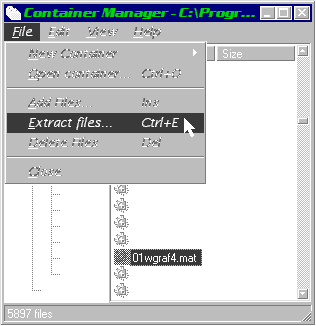 Container Manager - C:\Progr...
File Edit View Help
New Container
Open container... Ctrl+O
Size
Add Files... Ins
Extract files... Ctrl+E
Delete Files Del
Close
01wgraf4.mat
5897 files